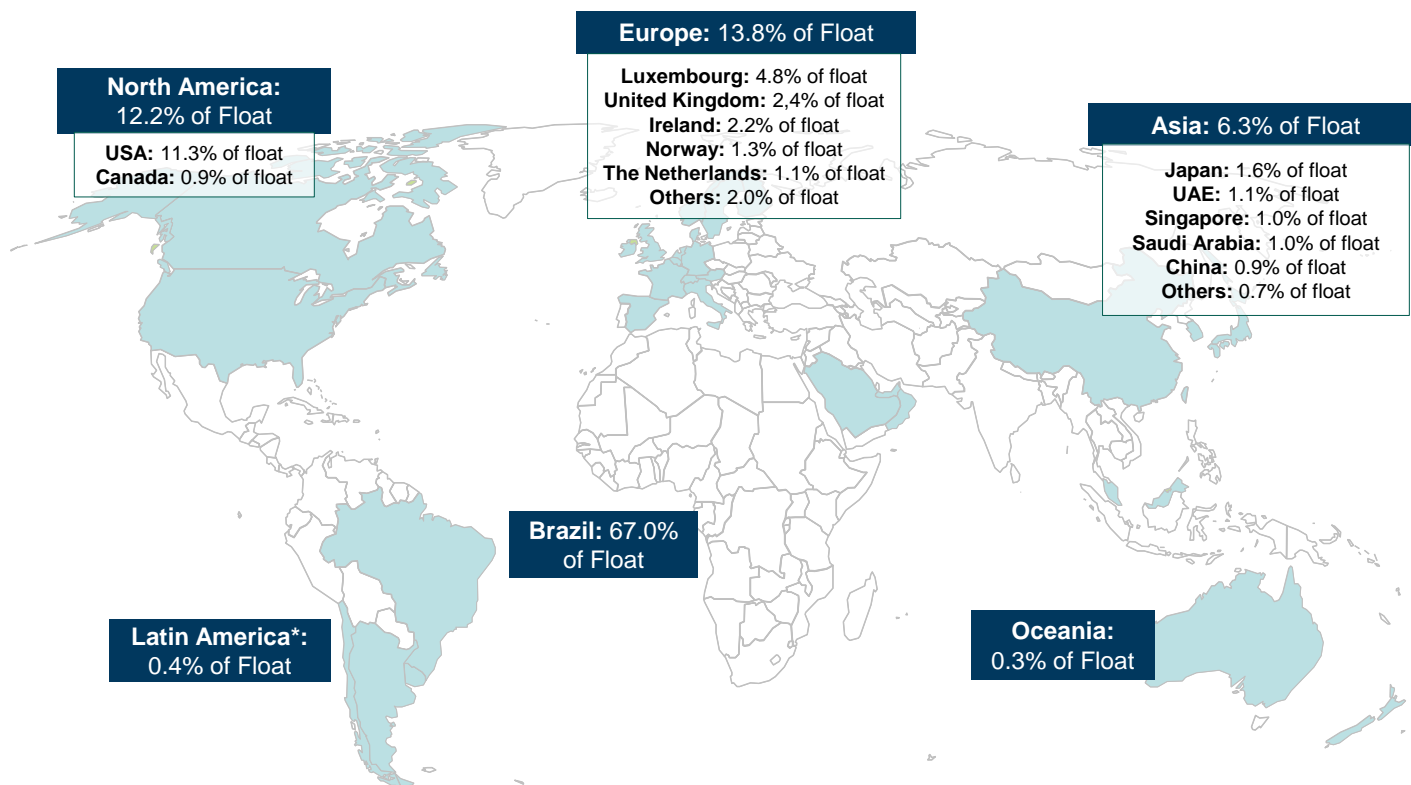 North America:
12.2% of Float
USA: 11.3% of float
Canada: 0.9% of float
Europe: 13.8% of Float
Luxembourg: 4.8% of float
United Kingdom: 2,4% of float
Ireland: 2.2% of float
Norway: 1.3% of float
The Netherlands: 1.1% of float
Others: 2.0% of float
Asia: 6.3% of Float
Japan: 1.6% of float
UAE: 1.1% of float
Singapore: 1.0% of float
Saudi Arabia: 1.0% of float
China: 0.9% of float
Others: 0.7% of float
Brazil: 67.0%
of Float
Latin America*:
0.4% of Float
Oceania:
0.3% of Float